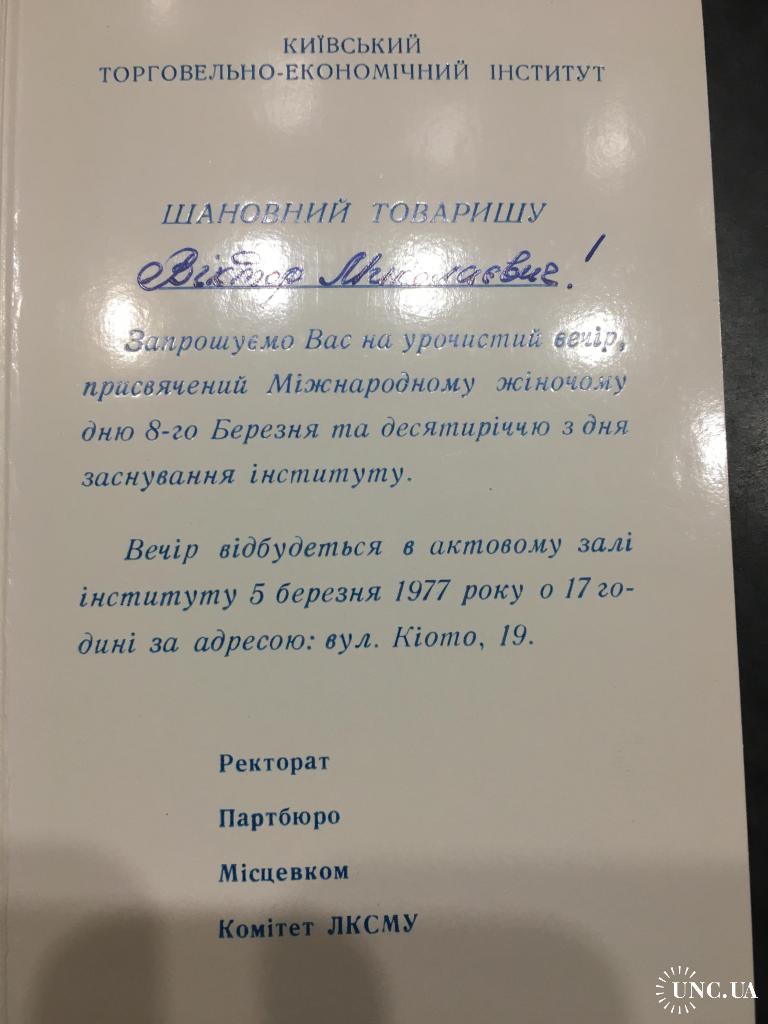 КИЇВСЬКИЙ
ТОРГОВЕЛЬНО-ЕКОНОМІЧНИЙ ІНСТИТУТ
ШАНОВНИЙ ТОВАРИШУ
Віктор Миколаєвич!
Запрошуємо Вас на урочистий вечір,
присвячений Міжнародному жіночому
дню 8-го Березня та десятиріччю з дня
заснування інституту.
Вечір відбудеться в актовому залі
інституту 5 березня 1977 року о 17 го-
дині за адресою: вул. Кіото, 19.
Ректорат
Партбюро
Місцевком
Комітет ЛКСМУ
UNC.UA